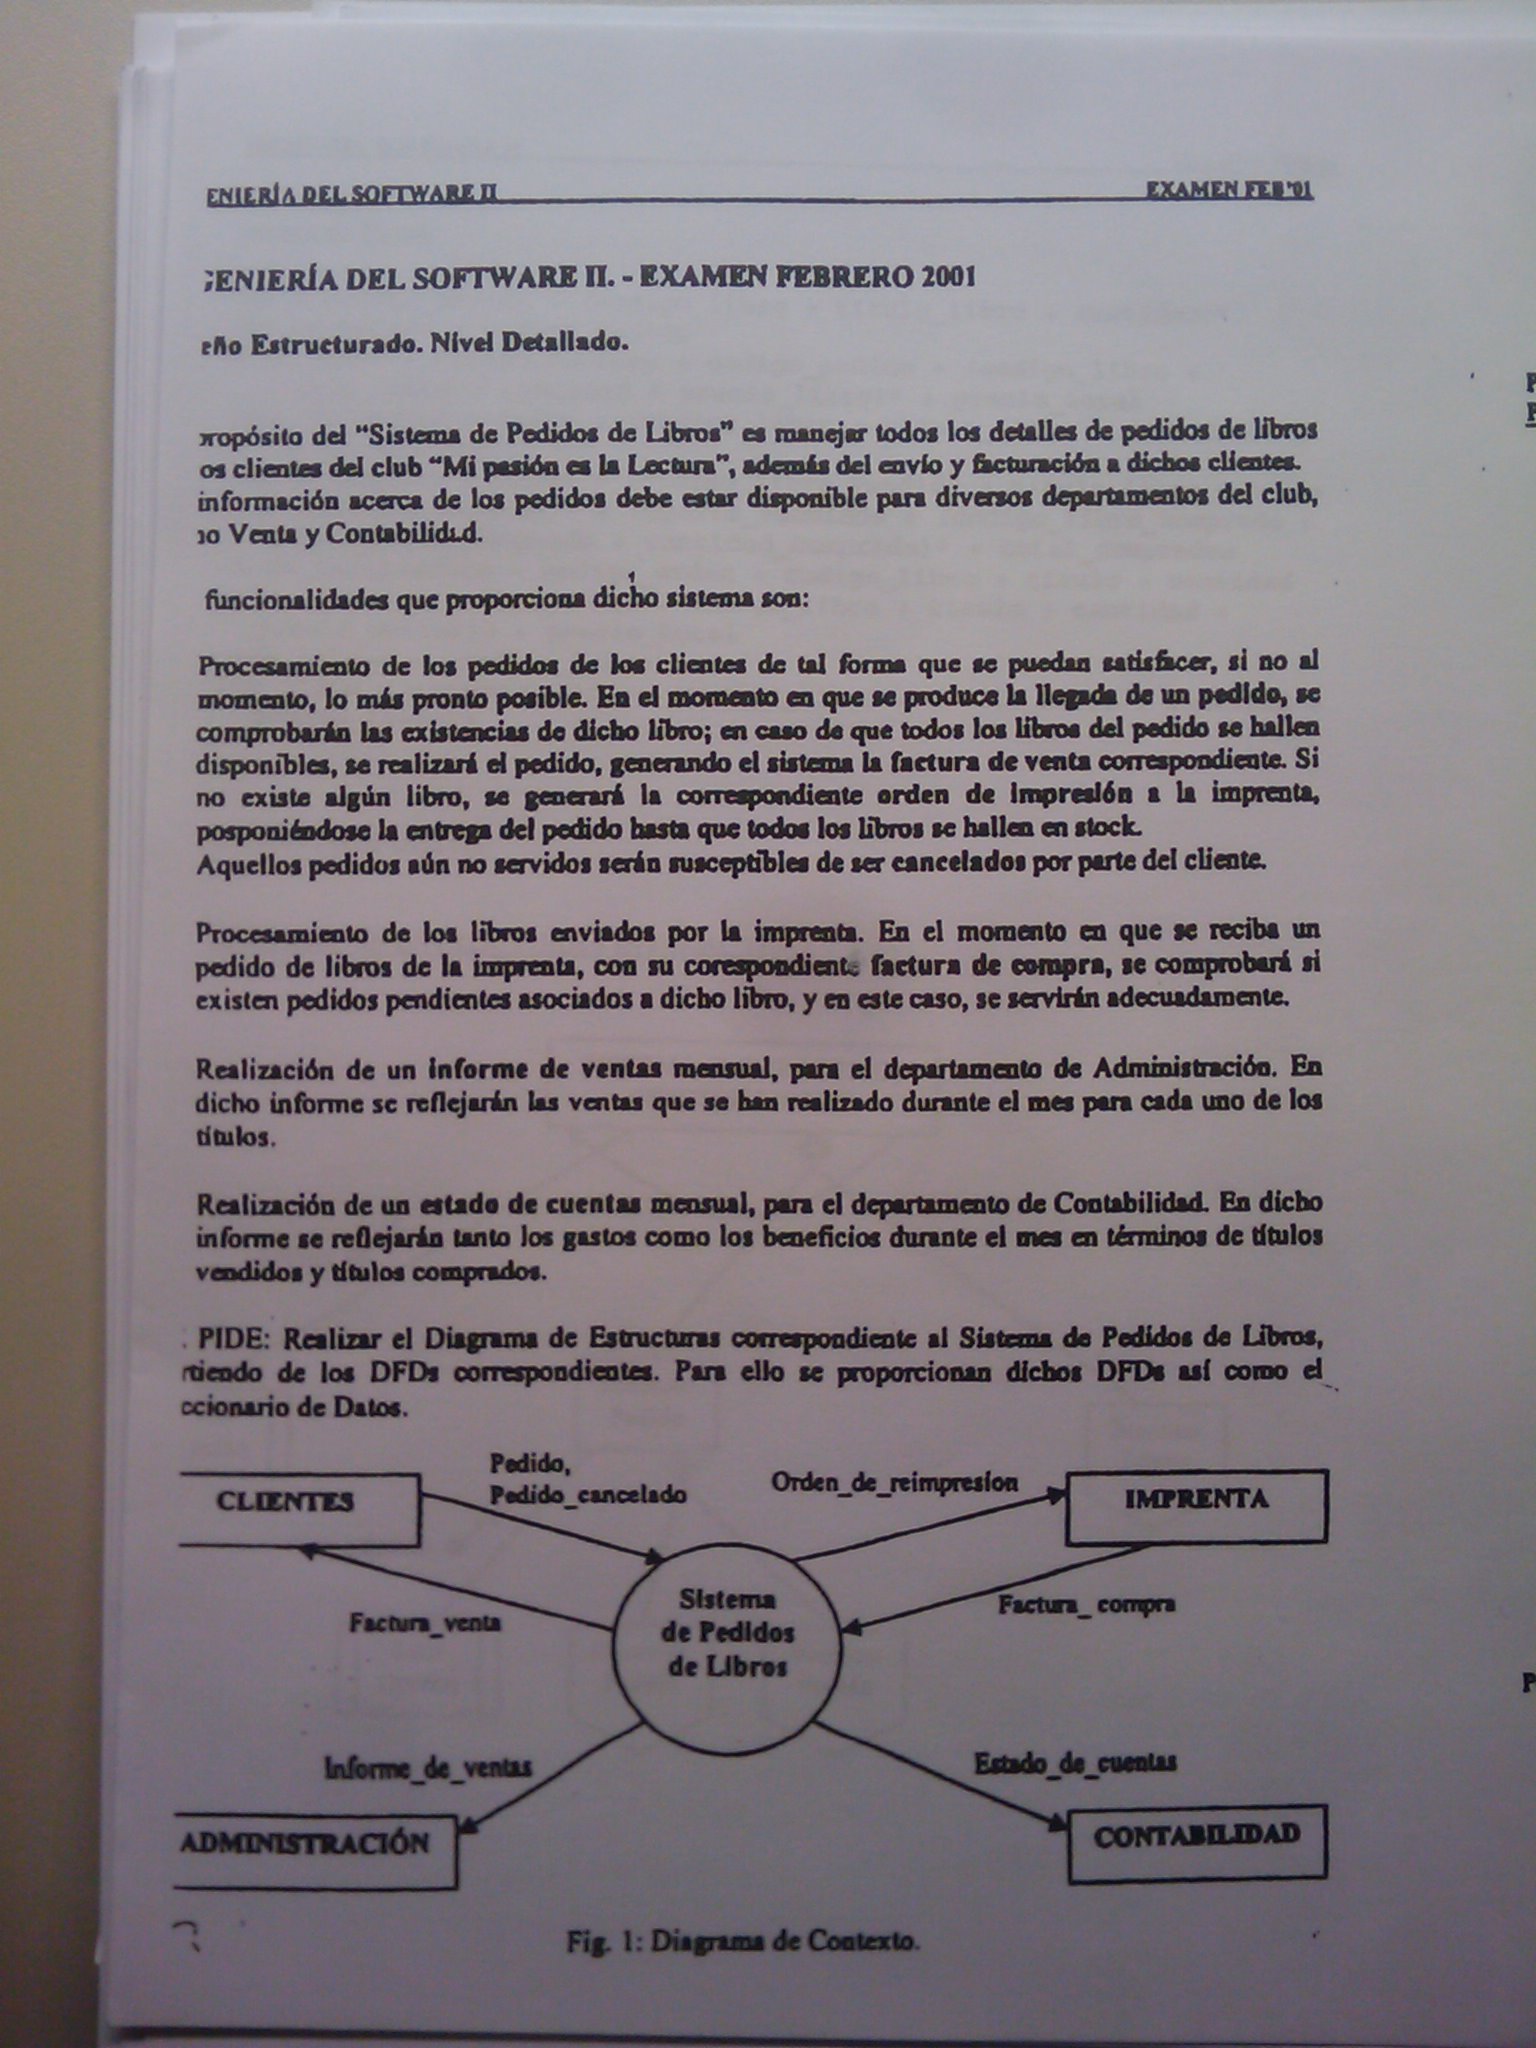 ENIERÍA DEL SOFTWARE II EXAMEN FEB'01
GENIERÍA DEL SOFTWARE II. - EXAMEN FEBRERO 2001
eño Estructurado. Nivel Detallado.
ropósito del “Sistema de Pedidos de Libros” es manejar todos los detalles de pedidos de libros
os clientes del club “Mi pasión es la Lectura”, además del envío y facturación a dichos clientes.
información acerca de los pedidos debe estar disponible para diversos departamentos del club,
no Venta y Contabilidad.
funcionalidades que proporciona dicho sistema son:
Procesamiento de los pedidos de los clientes de tal forma que se puedan satisfacer, si no al
momento, lo más pronto posible. En el momento en que se produce la llegada de un pedido, se
comprobarán las existencias de dicho libro; en caso de que todos los libros del pedido se hallen
disponibles, se realizará el pedido, generando el sistema la factura de venta correspondiente. Si
no existe algún libro, se generará la correspondiente orden de impresión a la imprenta,
posponiéndose la entrega del pedido hasta que todos los libros se hallen en stock.
Aquellos pedidos aún no servidos serán susceptibles de ser cancelados por parte del cliente.
Procesamiento de los libros enviados por la imprenta. En el momento en que se reciba un
pedido de libros de la imprenta, con su corespondiente factura de compra, se comprobará si
existen pedidos pendientes asociados a dicho libro, y en este caso, se servirán adecuadamente.
Realización de un informe de ventas mensual, para el departamento de Administración. En
dicho informe se reflejarán las ventas que se han realizado durante el mes para cada uno de los
títulos.
Realización de un estado de cuentas mensual, para el departamento de Contabilidad. En dicho
informe se reflejarán tanto los gastos como los beneficios durante el mes en términos de títulos
vendidos y títulos comprados.
PIDE: Realizar el Diagrama de Estructuras correspondiente al Sistema de Pedidos de Libros,
rtiendo de los DFDs correspondientes. Para ello se proporcionan dichos DFDs así como el
ccionario de Datos.
Pedido,
Pedido_cancelado
Orden_de_reimpresion
CLIENTES
IMPRENTA
Sistema
de Pedidos
de Libros
Factura_venta
Factura_ compra
Informe_de_ventas
Estado_de_cuentas
ADMINISTRACIÓN
CONTABILIDAD
Fig. 1: Diagrama de Contexto.